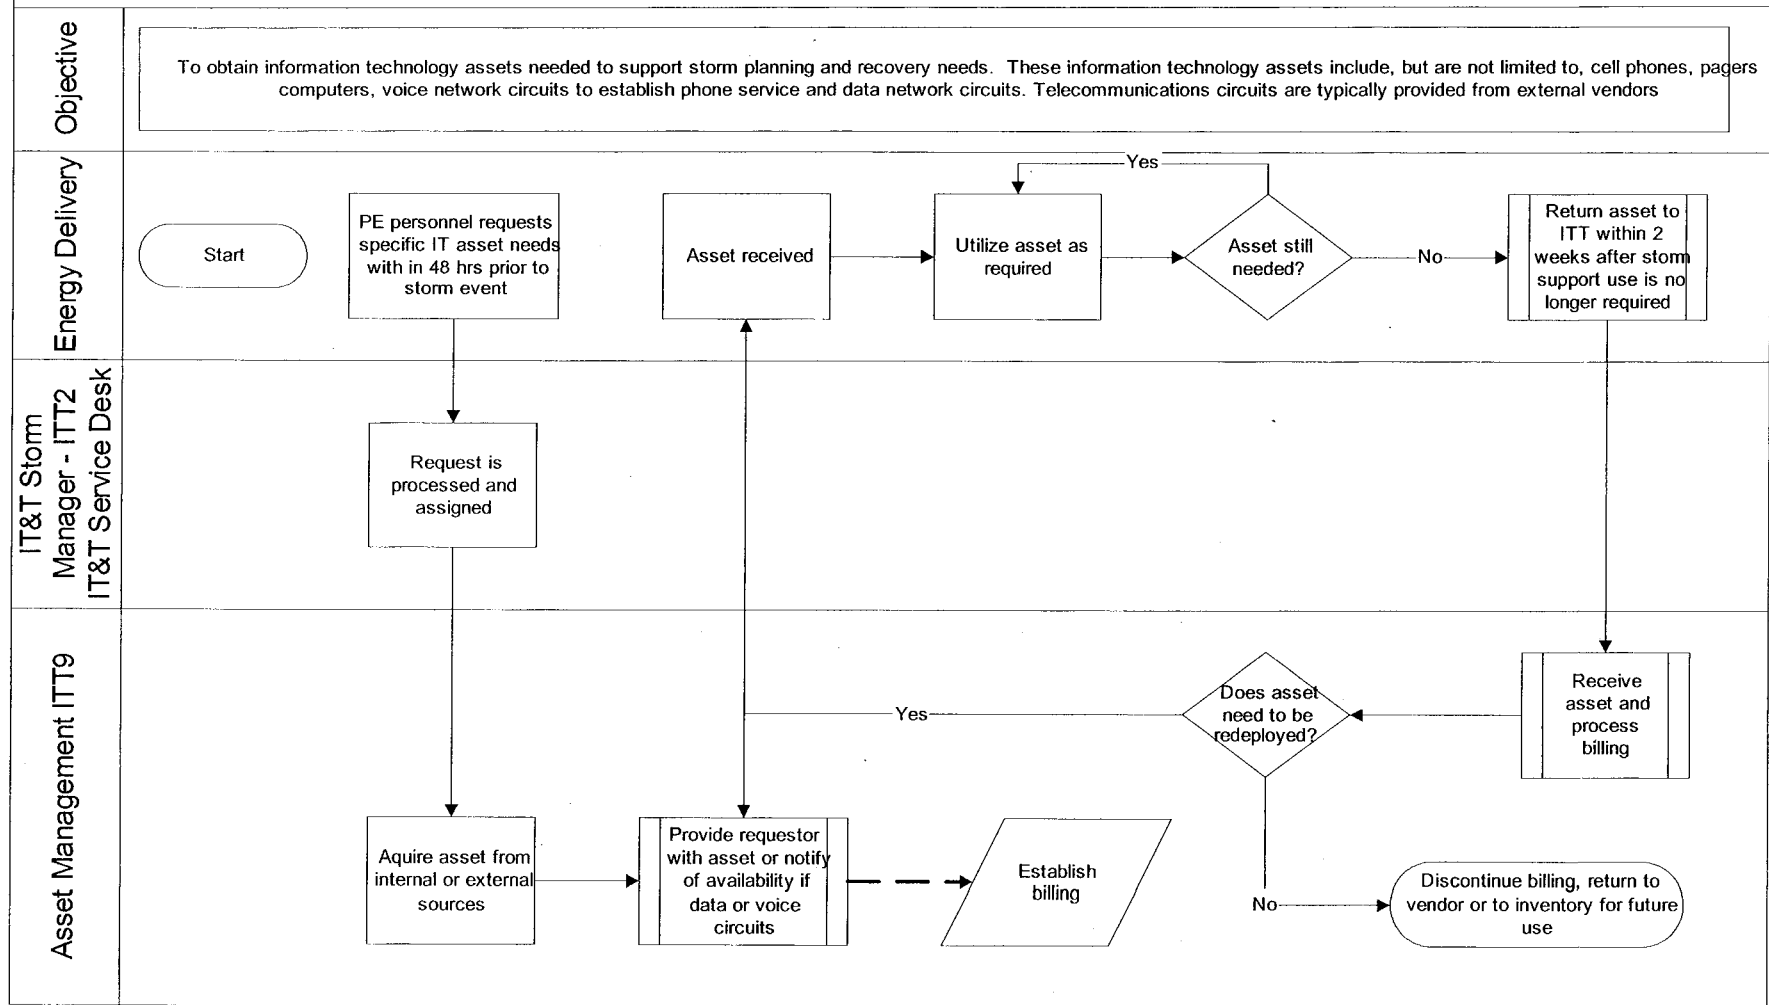 Objective
To obtain information technology assets needed to support storm planning and recovery needs. These information technology assets include, but are not limited to, cell phones, pagers
computers, voice network circuits to establish phone service and data network circuits. Telecommunications circuits are typically provided from external vendors
Energy Delivery
Start
PE personnel requests
specific IT asset needs
with in 48 hrs prior to
storm event
Asset received
Utilize asset as
required
Yes
Asset still
needed?
No
Return asset to
ITT within 2
weeks after storm
support use is no
longer required
IT&T Storm
Manager - ITT2
IT&T Service Desk
Request is
processed and
assigned
Asset Management ITT9
Aquire asset from
internal or external
sources
Provide requestor
with asset or notify
of availability if
data or voice
circuits
Establish
billing
Yes
Does asset
need to be
redeployed?
Receive
asset and
process
billing
No
Discontinue billing, return to
vendor or to inventory for future
use